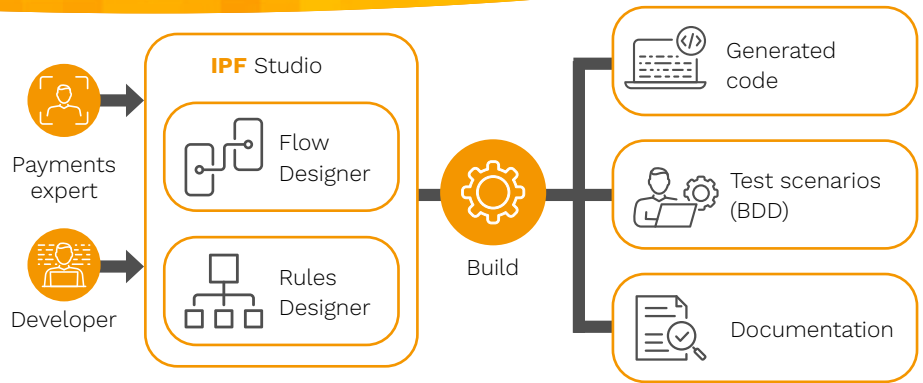 Payments
expert
Developer
IPF Studio
Flow
Designer
Rules
Designer
Build
</>
Generated
code
Test scenarios
(BDD)
Documentation